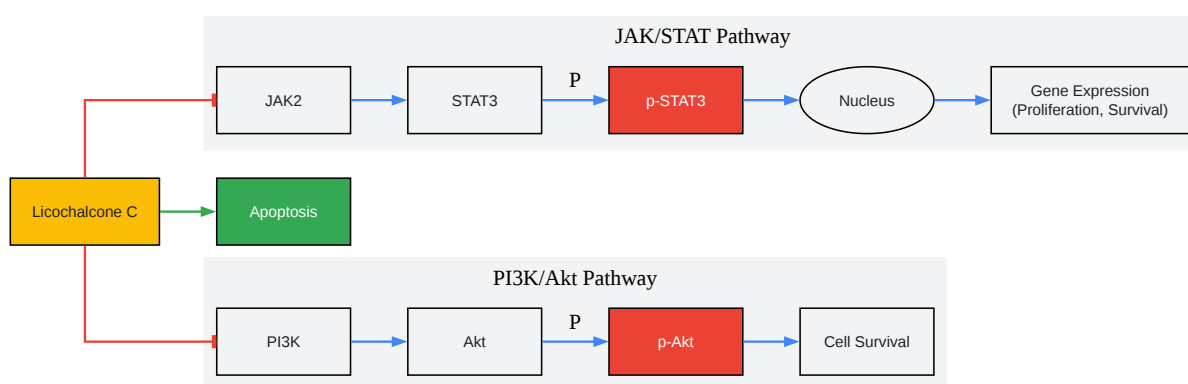 JAK/STAT Pathway
JAK2
STAT3
P
p-STAT3
Nucleus
Gene Expression
(Proliferation, Survival)
Licochalcone C
Apoptosis
PI3K/Akt Pathway
PI3K
Akt
P
p-Akt
Cell Survival